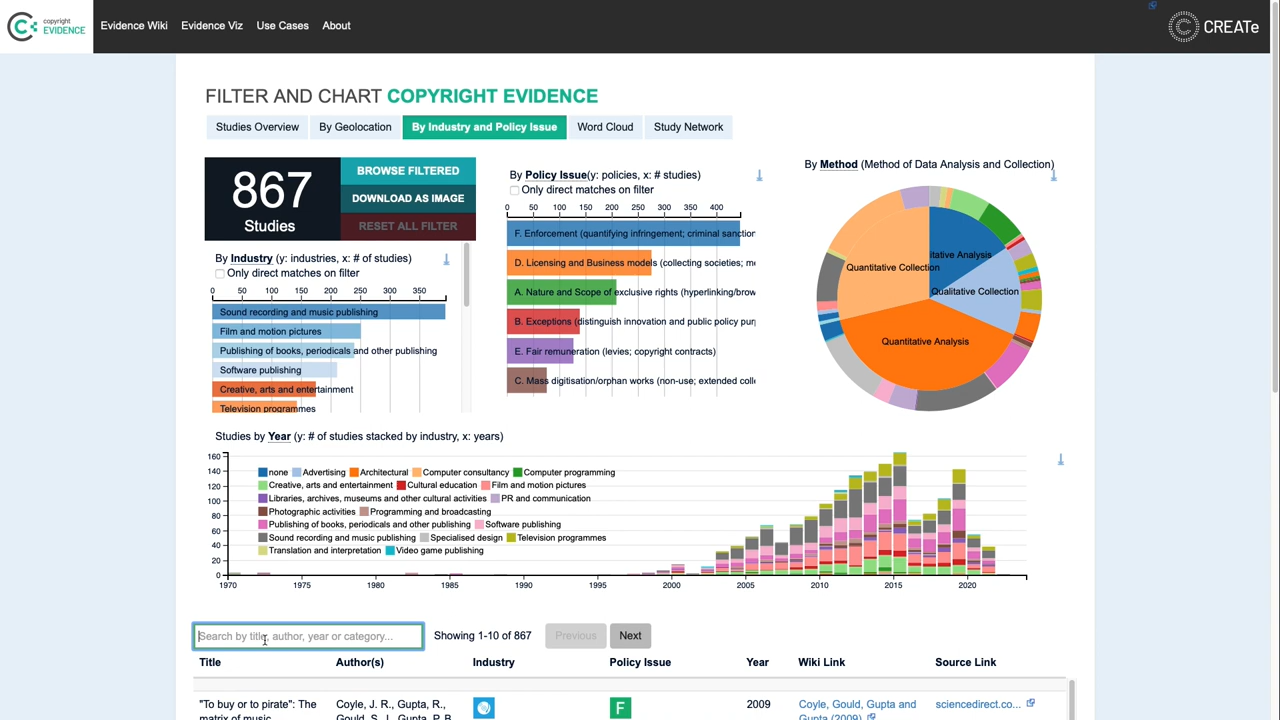 copyright
EVIDENCE
Evidence Wiki
Evidence Viz
Use Cases
About
CREATe
FILTER AND CHART COPYRIGHT EVIDENCE
Studies Overview
By Geolocation
By Industry and Policy Issue
Word Cloud
Study Network
867
Studies
BROWSE FILTERED
DOWNLOAD AS IMAGE
RESET ALL FILTER
By Industry (y: industries, x: # of studies)
Only direct matches on filter
0 50 100 150 200 250 300 350
Sound recording and music publishing
Film and motion pictures
Publishing of books, periodicals and other publishing
Software publishing
Creative, arts and entertainment
Television programmes
By Policy Issue(y: policies, x: # studies)
Only direct matches on filter
0 50 100 150 200 250 300 350 400
F. Enforcement (quantifying infringement; criminal sanction
D. Licensing and Business models (collecting societies; m
A. Nature and Scope of exclusive rights (hyperlinking/brow
B. Exceptions (distinguish innovation and public policy pur
E. Fair remuneration (levies; copyright contracts)
C. Mass digitisation/orphan works (non-use; extended coll
By Method (Method of Data Analysis and Collection)
litative Analysis
Quantitative Collection
Qualitative Collection
Quantitative Analysis
Studies by Year (y: # of studies stacked by industry, x: years)
160
140
120
100
80
60
40
20
0
none Advertising Architectural Computer consultancy Computer programming
Creative, arts and entertainment Cultural education Film and motion pictures
Libraries, archives, museums and other cultural activities PR and communication
Photographic activities Programming and broadcasting
Publishing of books, periodicals and other publishing Software publishing
Sound recording and music publishing Specialised design Television programmes
Translation and interpretation Video game publishing
1970 1975 1980 1985 1990 1995 2000 2005 2010 2015 2020
Search by title, author, year or category...
Showing 1-10 of 867
Previous
Next
Title Author(s) Industry Policy Issue Year Wiki Link Source Link
"To buy or to pirate": The Coyle, J. R., Gupta, R., F 2009 Coyle, Gould, Gupta and sciencedirect.co...
matrix of music Gould, S. J., Gupta, P. B. Gupta (2009)